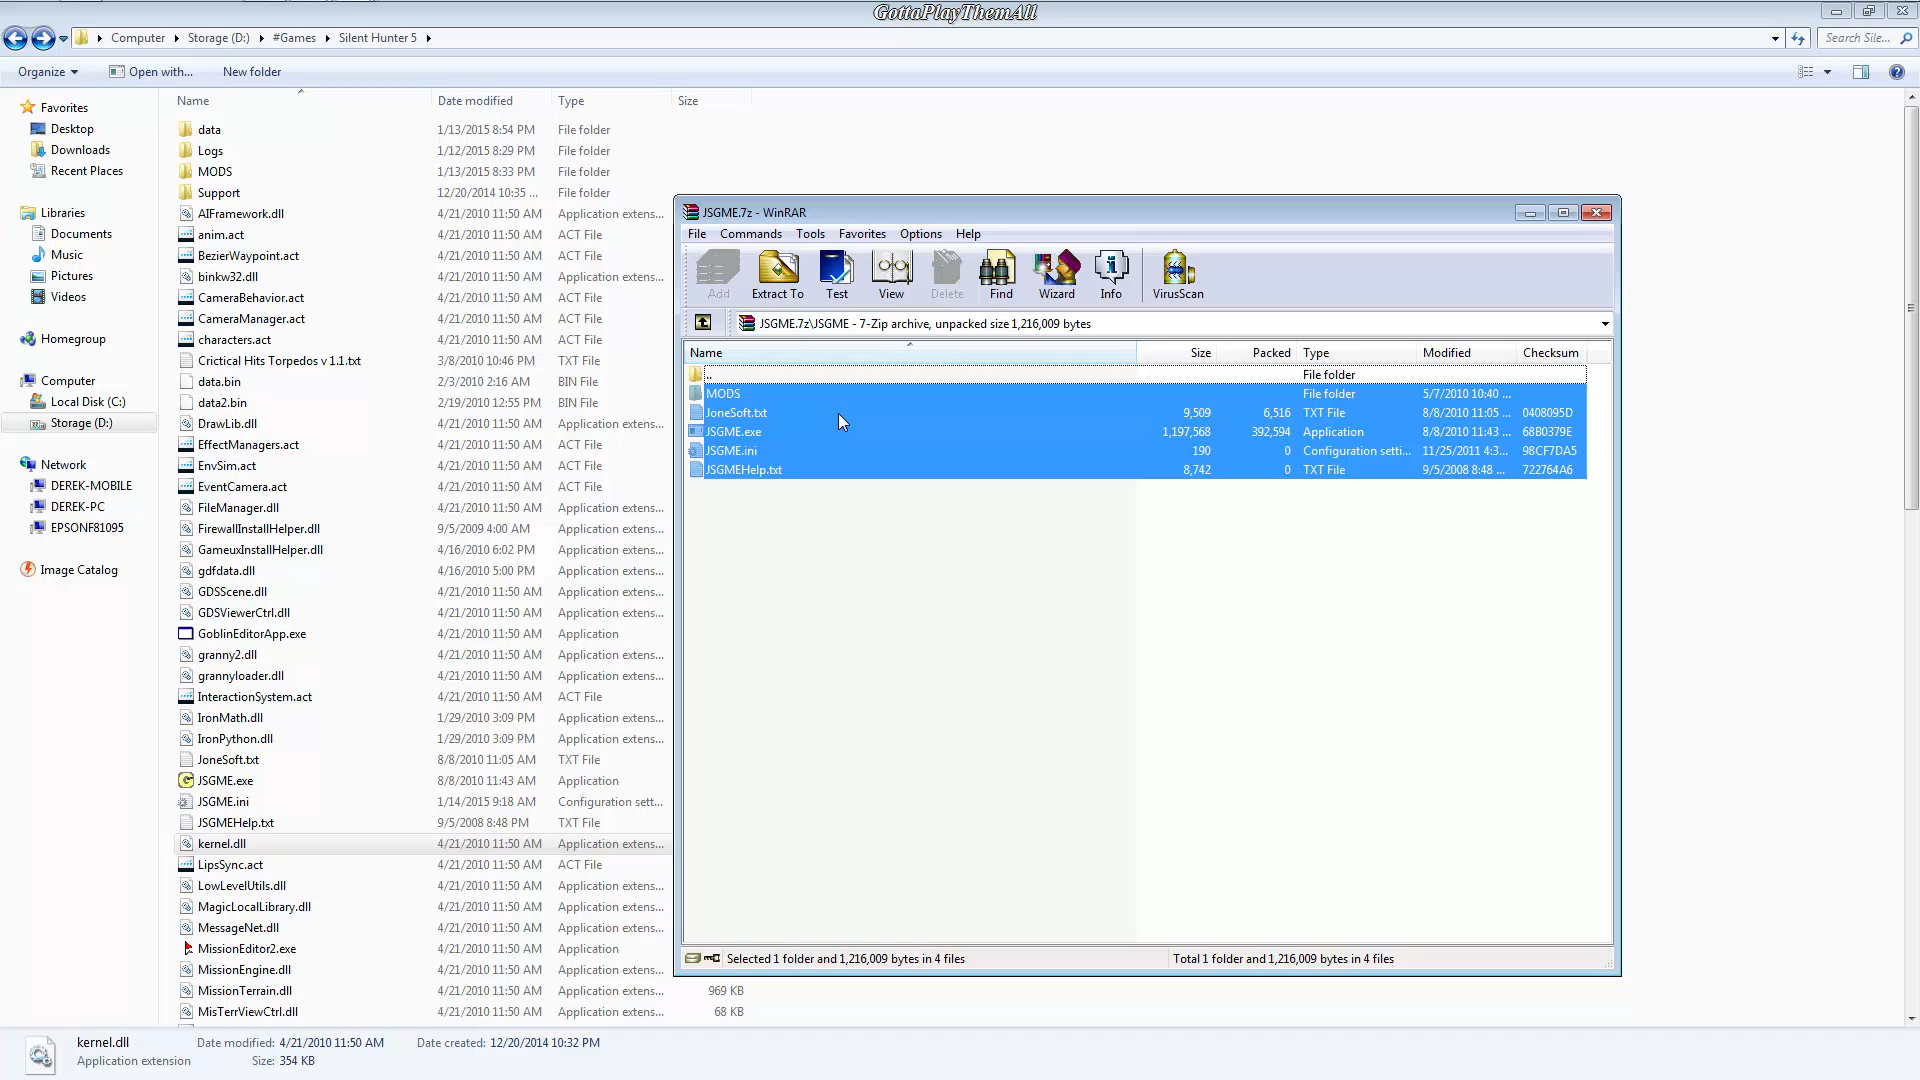 GottaPlayThemAll
Computer Storage (D:) #Games Silent Hunter 5 Search Sile...
Organize Open with... New folder
Name Date modified Type Size
Favorites
Desktop
Downloads
Recent Places
Libraries
Documents
Music
Pictures
Videos
Homegroup
Computer
Local Disk (C:)
Storage (D:)
Network
DEREK-MOBILE
DEREK-PC
EPSONF81095
Image Catalog
data 1/13/2015 8:54 PM File folder
Logs 1/12/2015 8:29 PM File folder
MODS 1/13/2015 8:33 PM File folder
Support 12/20/2014 10:35 ... File folder
AIFramework.dll 4/21/2010 11:50 AM Application extens...
anim.act 4/21/2010 11:50 AM ACT File
BezierWaypoint.act 4/21/2010 11:50 AM ACT File
binkw32.dll 4/21/2010 11:50 AM Application extens...
CameraBehavior.act 4/21/2010 11:50 AM ACT File
CameraManager.act 4/21/2010 11:50 AM ACT File
characters.act 4/21/2010 11:50 AM ACT File
Crictical Hits Torpedos v 1.1.txt 3/8/2010 10:46 PM TXT File
data.bin 2/3/2010 2:16 AM BIN File
data2.bin 2/19/2010 12:55 PM BIN File
DrawLib.dll 4/21/2010 11:50 AM Application extens...
EffectManagers.act 4/21/2010 11:50 AM ACT File
EnvSim.act 4/21/2010 11:50 AM ACT File
EventCamera.act 4/21/2010 11:50 AM ACT File
FileManager.dll 4/21/2010 11:50 AM Application extens...
FirewallInstallHelper.dll 9/5/2009 4:00 AM Application extens...
GameuxInstallHelper.dll 4/16/2010 6:02 PM Application extens...
gdfdata.dll 4/16/2010 5:00 PM Application extens...
GDSScene.dll 4/21/2010 11:50 AM Application extens...
GDSViewerCtrl.dll 4/21/2010 11:50 AM Application extens...
GoblinEditorApp.exe 4/21/2010 11:50 AM Application
granny2.dll 4/21/2010 11:50 AM Application extens...
grannyloader.dll 4/21/2010 11:50 AM Application extens...
InteractionSystem.act 4/21/2010 11:50 AM ACT File
IronMath.dll 1/29/2010 3:09 PM Application extens...
IronPython.dll 1/29/2010 3:09 PM Application extens...
JoneSoft.txt 8/8/2010 11:05 AM TXT File
JSGME.exe 8/8/2010 11:43 AM Application
JSGME.ini 1/14/2015 9:18 AM Configuration sett...
JSGMEHelp.txt 9/5/2008 8:48 PM TXT File
kernel.dll 4/21/2010 11:50 AM Application extens...
LipsSync.act 4/21/2010 11:50 AM ACT File
LowLevelUtils.dll 4/21/2010 11:50 AM Application extens...
MagicLocalLibrary.dll 4/21/2010 11:50 AM Application extens...
MessageNet.dll 4/21/2010 11:50 AM Application extens...
MissionEditor2.exe 4/21/2010 11:50 AM Application
MissionEngine.dll 4/21/2010 11:50 AM Application extens...
MissionTerrain.dll 4/21/2010 11:50 AM Application extens... 969 KB
MisTerrViewCtrl.dll 4/21/2010 11:50 AM Application extens... 68 KB
JSGME.7z - WinRAR
File Commands Tools Favorites Options Help
Add Extract To Test View Delete Find Wizard Info VirusScan
JSGME.7z\JSGME - 7-Zip archive, unpacked size 1,216,009 bytes
Name Size Packed Type Modified Checksum
.. File folder
MODS File folder 5/7/2010 10:40 ...
JoneSoft.txt 9,509 6,516 TXT File 8/8/2010 11:05 ... 0408095D
JSGME.exe 1,197,568 392,594 Application 8/8/2010 11:43 ... 68B0379E
JSGME.ini 190 0 Configuration setti... 11/25/2011 4:3... 98CF7DA5
JSGMEHelp.txt 8,742 0 TXT File 9/5/2008 8:48 ... 722764A6
Selected 1 folder and 1,216,009 bytes in 4 files Total 1 folder and 1,216,009 bytes in 4 files
kernel.dll Date modified: 4/21/2010 11:50 AM Date created: 12/20/2014 10:32 PM
Application extension Size: 354 KB